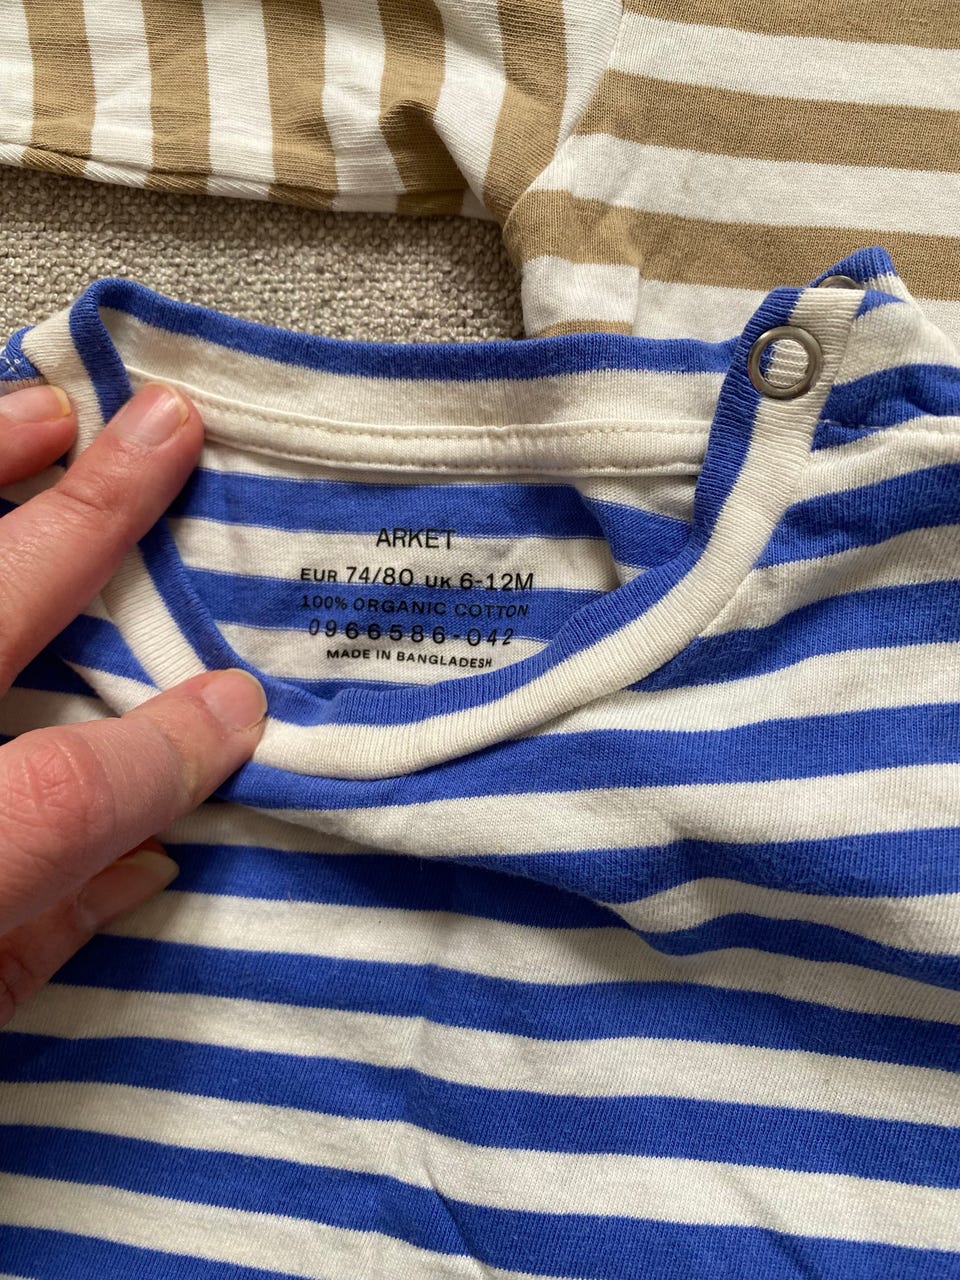 ARKET
EUR 74/80 UK 6-12M
100% ORGANIC COTTON
0966586-042
MADE IN BANGLADESH